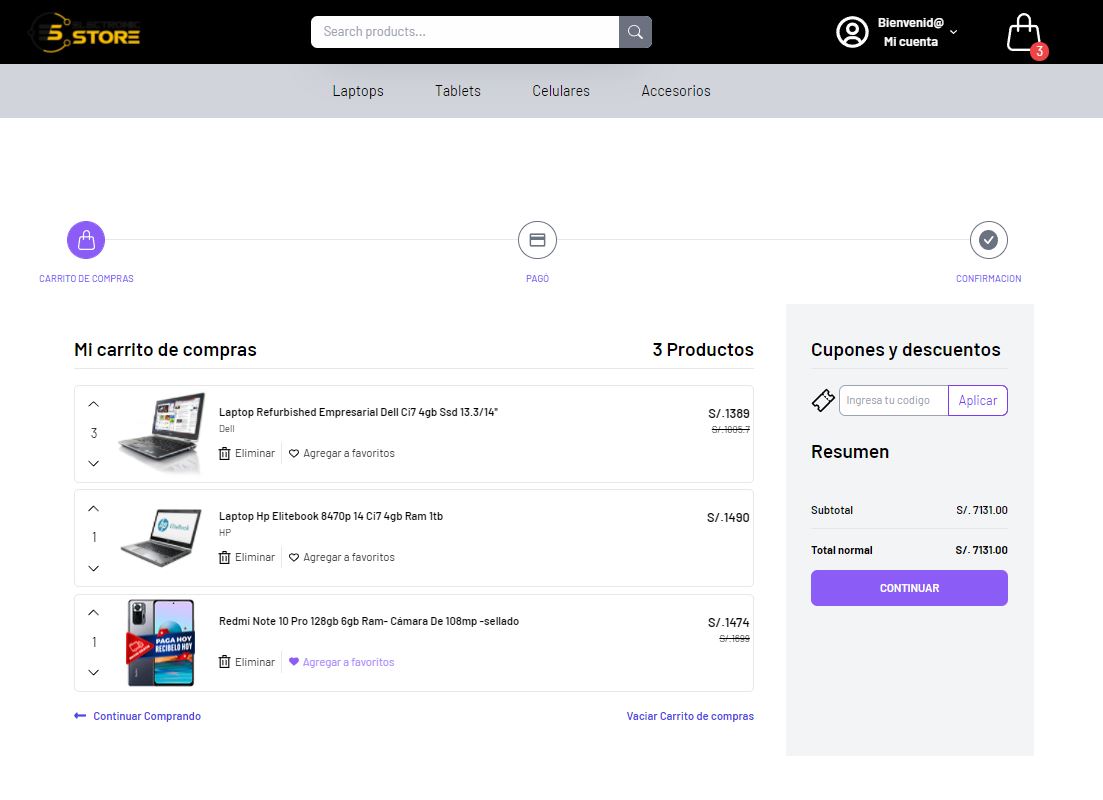 ELECTRONIC
5.STORE
Search products...
Bienvenid@
Mi cuenta
3
Laptops Tablets Celulares Accesorios
CARRITO DE COMPRAS
PAGO
CONFIRMACION
Mi carrito de compras 3 Productos
3
Laptop Refurbished Empresarial Dell Ci7 4gb Ssd 13.3/14"
Dell
Eliminar Agregar a favoritos
S/.1389
1
Laptop Hp Elitebook 8470p 14 Ci7 4gb Ram 1tb
HP
Eliminar Agregar a favoritos
S/.1490
1
PAGA HOY
RECIBELO HOY
Redmi Note 10 Pro 128gb 6gb Ram- Cámara De 108mp -sellado
Eliminar Agregar a favoritos
S/.1474
S/.1699
Continuar Comprando
Vaciar Carrito de compras
Cupones y descuentos
Ingresa tu codigo Aplicar
Resumen
Subtotal S/. 7131.00
Total normal S/. 7131.00
CONTINUAR